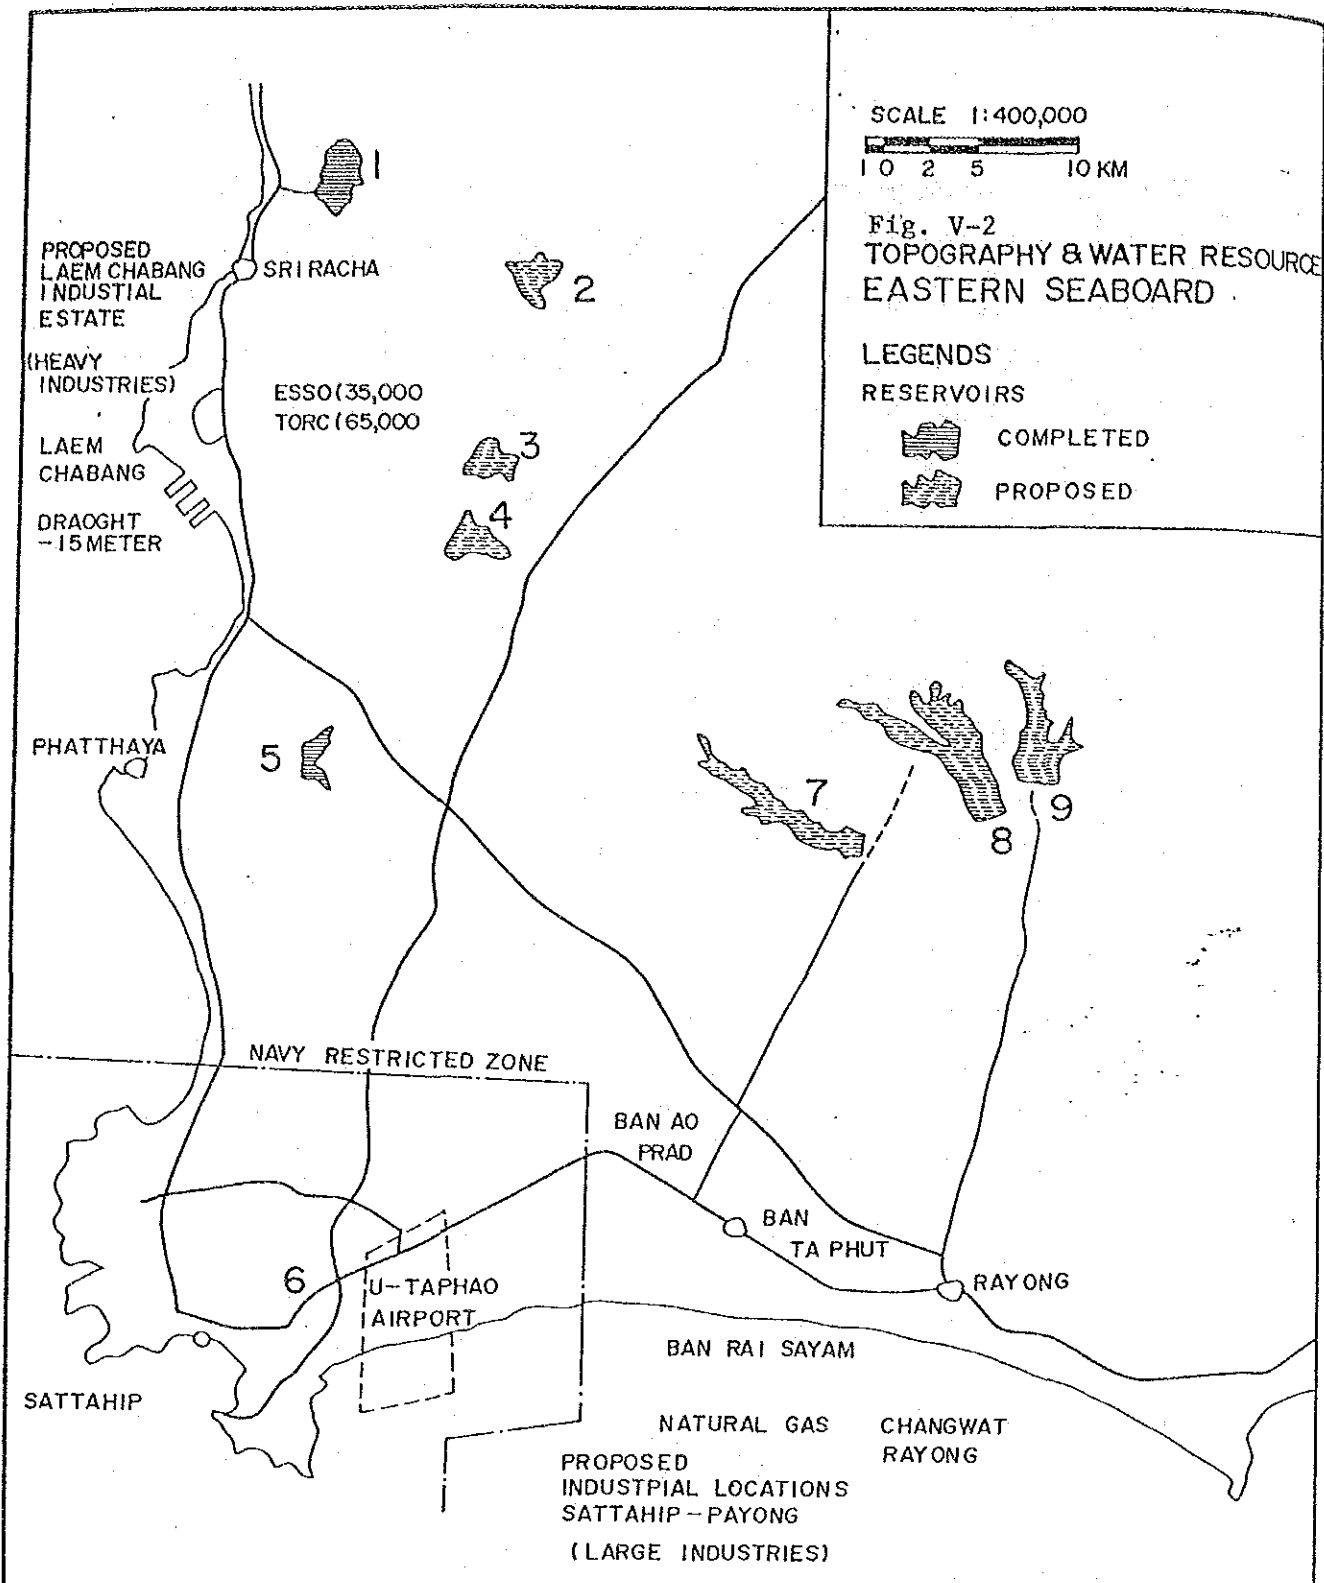 SCALE 1:400,000
1 0 2 5 10 KM
Fig. V-2
TOPOGRAPHY & WATER RESOURCE
EASTERN SEABOARD
LEGENDS
RESERVOIRS
COMPLETED
PROPOSED
1
PROPOSED
LAEM CHABANG
INDUSTIAL
ESTATE
SRI RACHA
2
(HEAVY
INDUSTRIES)
ESSO (35,000
TORC (65,000
LAEM
CHABANG
3
4
DRAOGHT
-15 METER
PHATTHAYA
5
7
8
9
NAVY RESTRICTED ZONE
BAN AO
PRAD
BAN
TA PHUT
6
U-TAPHAO
AIRPORT
RAYONG
BAN RAI SAYAM
SATTAHIP
NATURAL GAS
CHANGWAT
RAYONG
PROPOSED
INDUSTPIAL LOCATIONS
SATTAHIP-PAYONG
(LARGE INDUSTRIES)